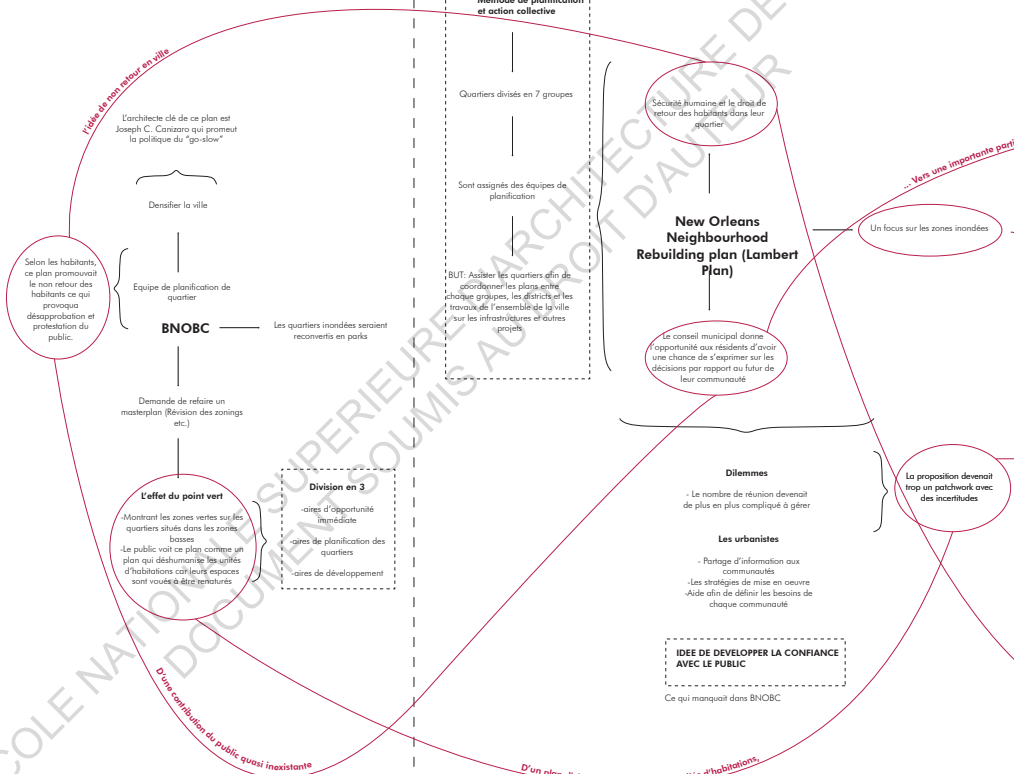 Méthode de planification
et action collective
Quartiers divisés en 7 groupes
Sont assignés des équipes de
planification
BUT: Assister les quartiers afin de
coordonner les plans entre
chaque groupes, les districts et les
travaux de l'ensemble de la ville
sur les infrastructures et autres
projets
l'idée de non retour en ville
L'architecte clé de ce plan est
Joseph C. Canizaro qui promeut
la politique du "go-slow"
Densifier la ville
Selon les habitants,
ce plan promouvait
le non retour des
habitants ce qui
provoqua
désapprobation et
protestation du
public.
Equipe de planification de
quartier
BNOBC
Les quartiers inondées seraient
reconvertis en parks
Demande de refaire un
masterplan (Révision des zonings
etc.)
L'effet du point vert
-Montrant les zones vertes sur les
quartiers situés dans les zones
basses
-Le public voit ce plan comme un
plan qui déshumanise les unités
d'habitations car leurs espaces
sont voués à être renaturés
Division en 3
-aires d'opportunité
immédiate
-aires de planification des
quartiers
-aires de développement
Sécurité humaine et le droit de
retour des habitants dans leur
quartier
New Orleans
Neighbourhood
Rebuilding plan (Lambert
Plan)
... Vers une importante
Un focus sur les zones inondées
Le conseil municipal donne
l'opportunité aux résidents d'avoir
une chance de s'exprimer sur les
décisions par rapport au futur de
leur communauté
Dilemmes
- Le nombre de réunion devenait
de plus en plus compliqué à gérer
Les urbanistes
- Partage d'information aux
communautés
-Les stratégies de mise en oeuvre
-Aide afin de définir les besoins de
chaque communauté
La proposition devenait
trop un patchwork avec
des incertitudes
IDEE DE DEVELOPPER LA CONFIANCE
AVEC LE PUBLIC
Ce qui manquait dans BNOBC
D'une contribution du public quasi inexistante
D'un plan
d'habitations,
ECOLE NATIONALE SUPERIEURE D'ARCHITECTURE DE
DOCUMENT SOUMIS AU DROIT D'AUTEUR